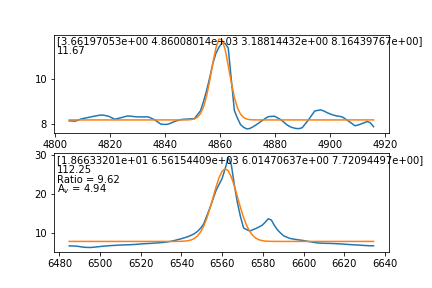 [3.66197053e+00 4.86008014e+03 3.18814432e+00 8.16439767e+00]
11.67
10
8
4800 4820 4840 4860 4880 4900 4920
[1.86633201e+01 6.56154409e+03 6.01470637e+00 7.72094497e+00]
112.25
Ratio = 9.62
Av = 4.94
30
20
10
6480 6500 6520 6540 6560 6580 6600 6620 6640